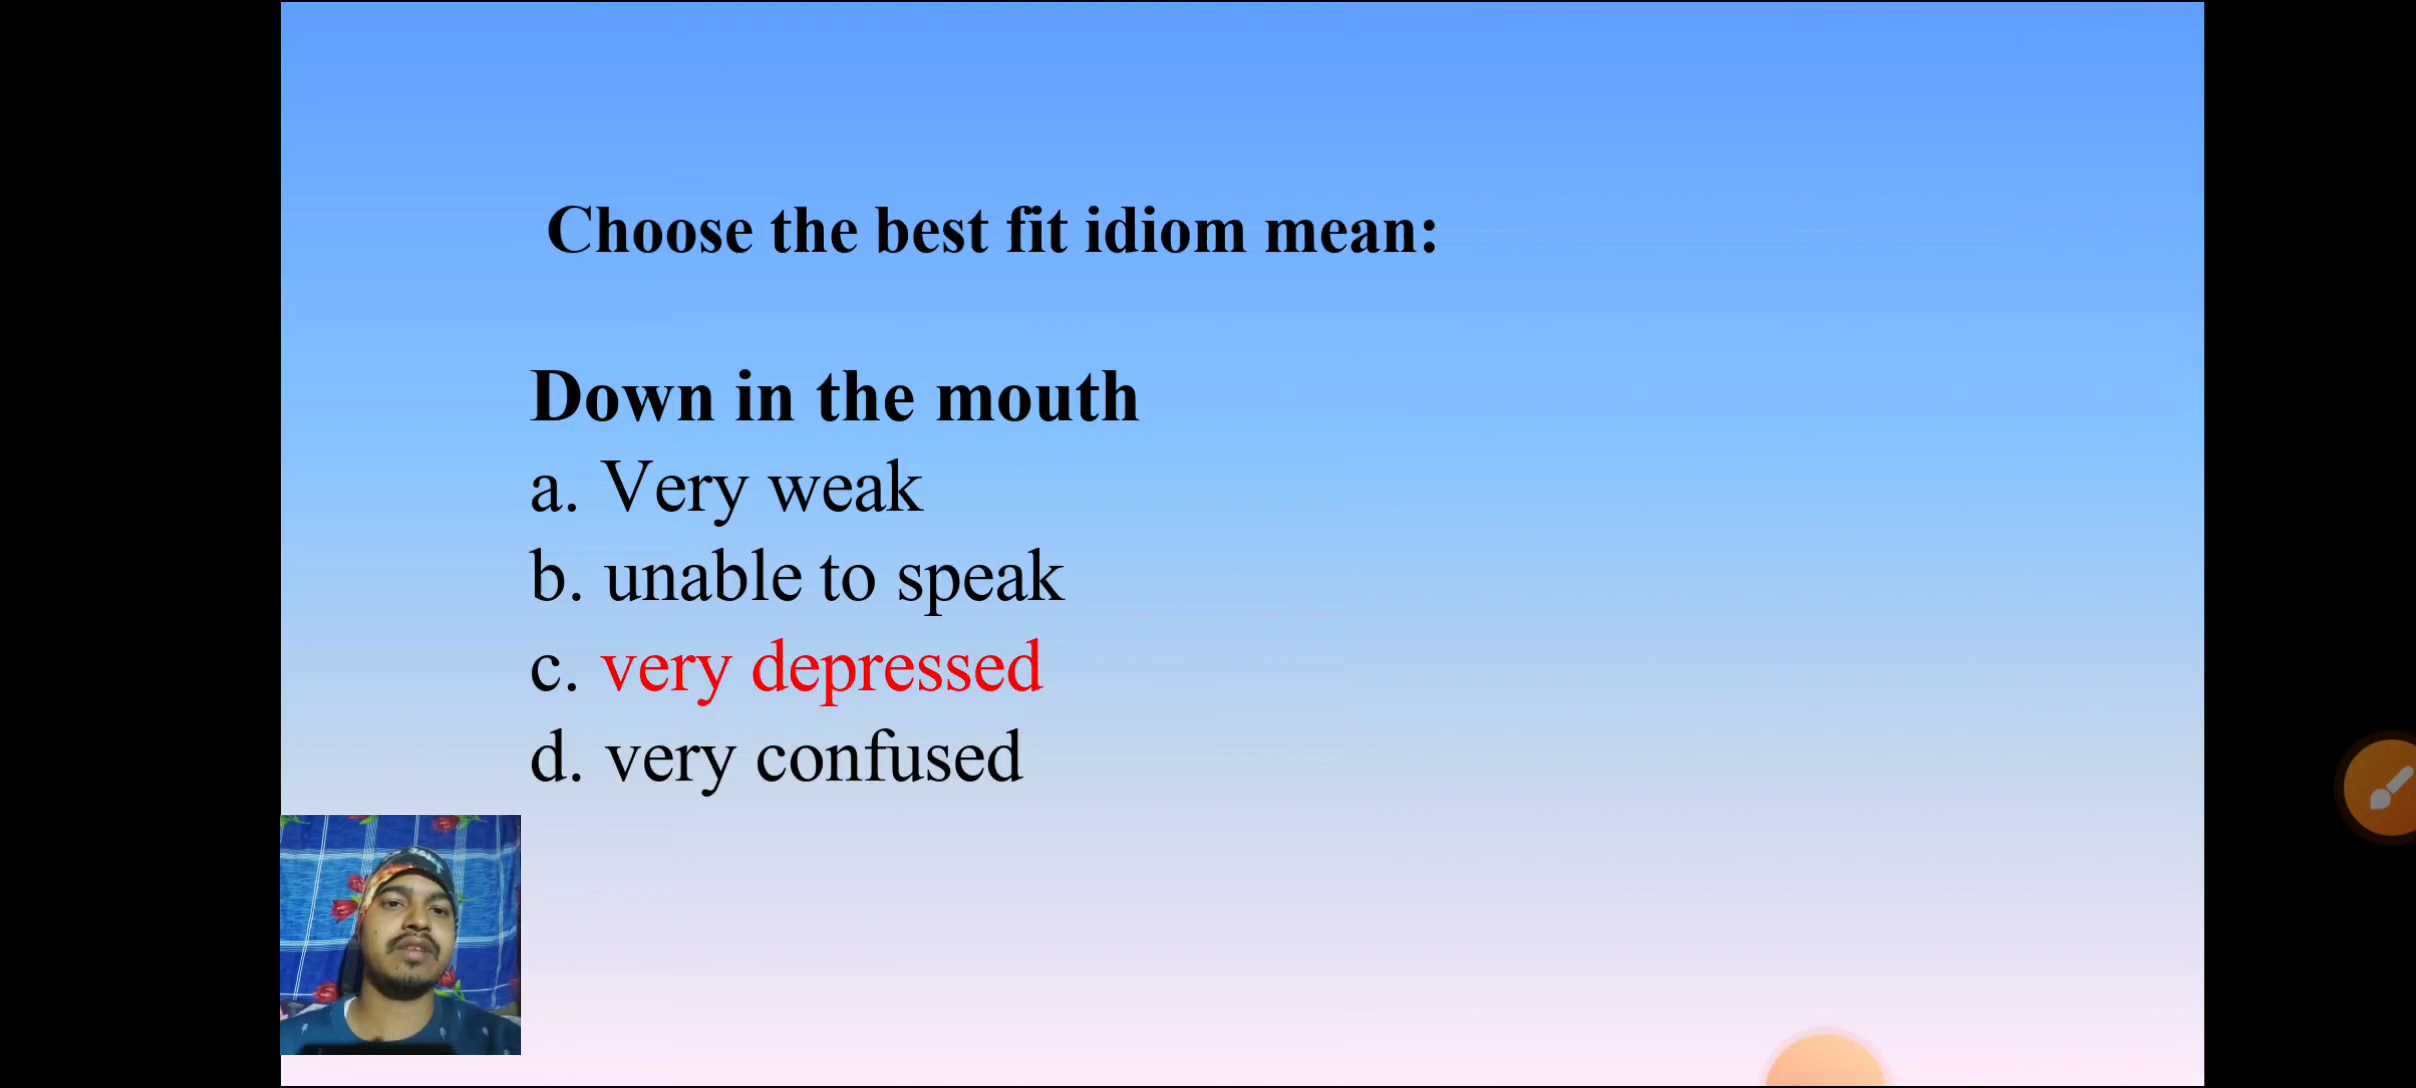 Choose the best fit idiom mean:
Down in the mouth
a. Very weak
b. unable to speak
c. very depressed
d. very confused